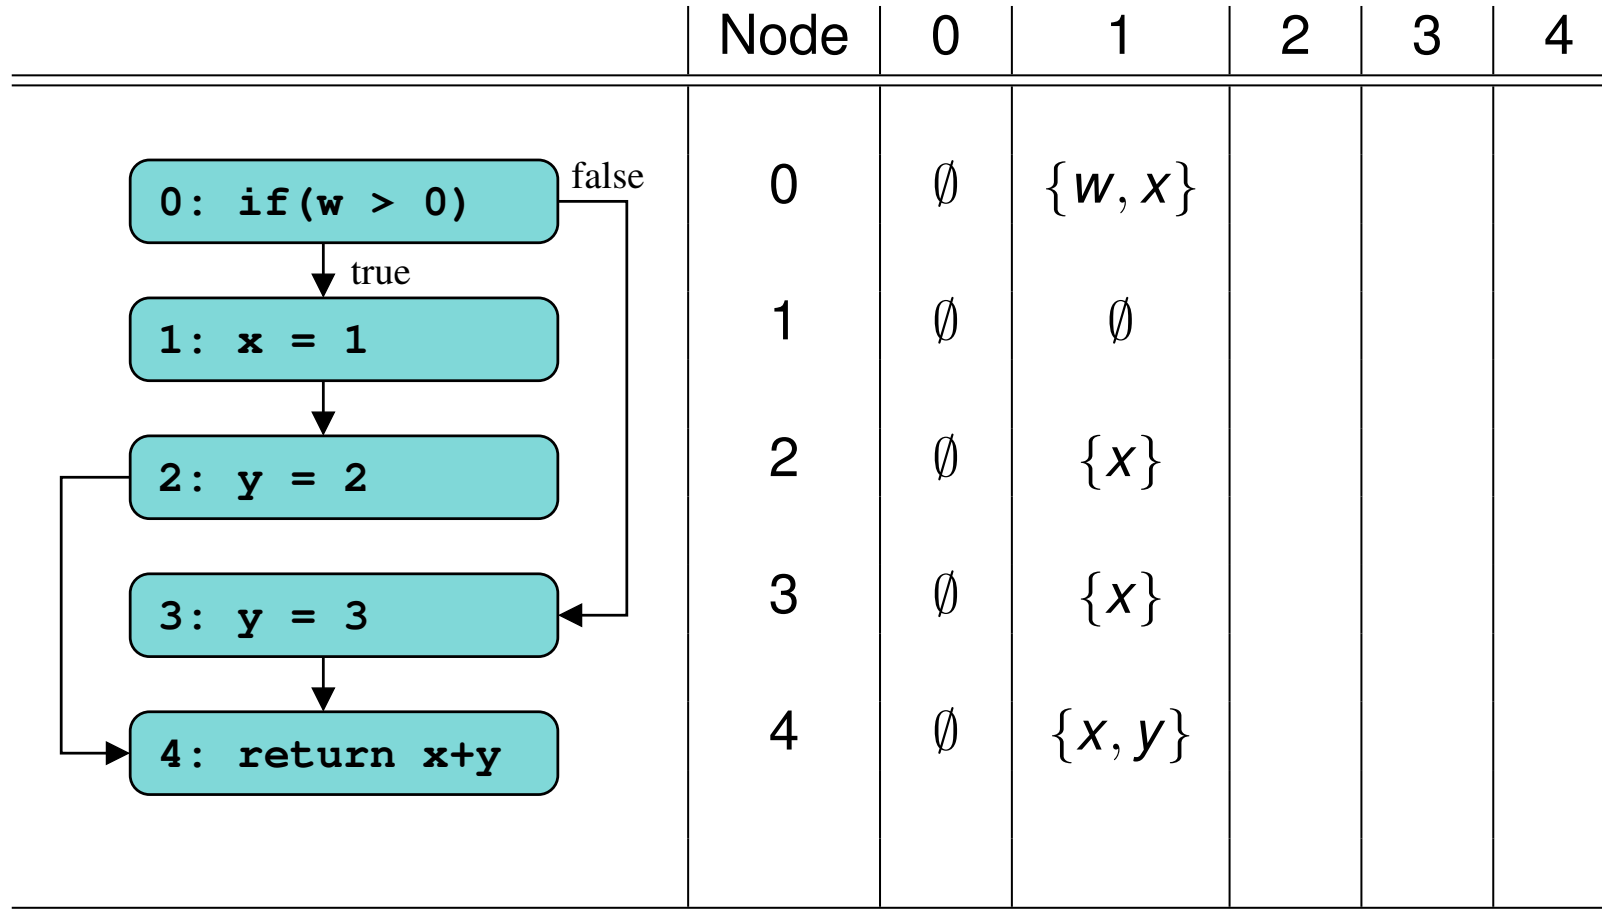 Node 0 1 2 3 4
0: if(w > 0) false 0 ∅ {w, x}
true
1: x = 1 1 ∅ ∅
2: y = 2 2 ∅ {x}
3: y = 3 3 ∅ {x}
4: return x+y 4 ∅ {x, y}